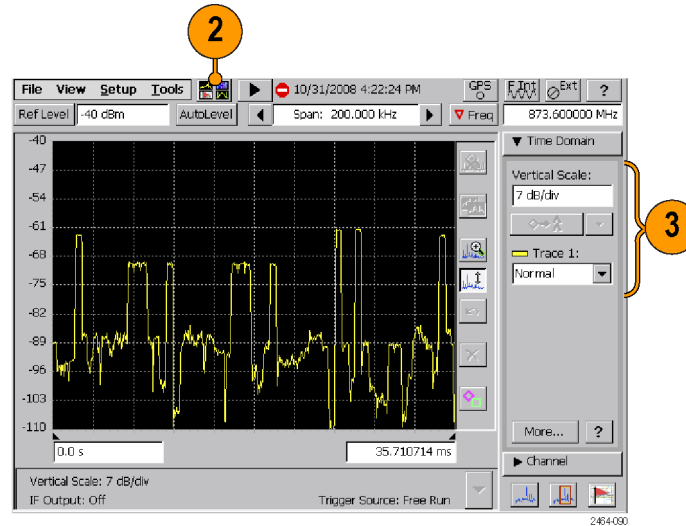 2
File View Setup Tools 10/31/2008 4:22:24 PM GPS F Int Ext ?
Ref Level -40 dBm AutoLevel Span: 200.000 kHz Freq 873.600000 MHz
-40
-47
-54
-61
-68
-75
-82
-89
-96
-103
-110
0.0 s 35.710714 ms
Time Domain
Vertical Scale:
7 dB/div
3
Trace 1:
Normal
More... ?
Channel
Vertical Scale: 7 dB/div
IF Output: Off Trigger Source: Free Run
2464-090